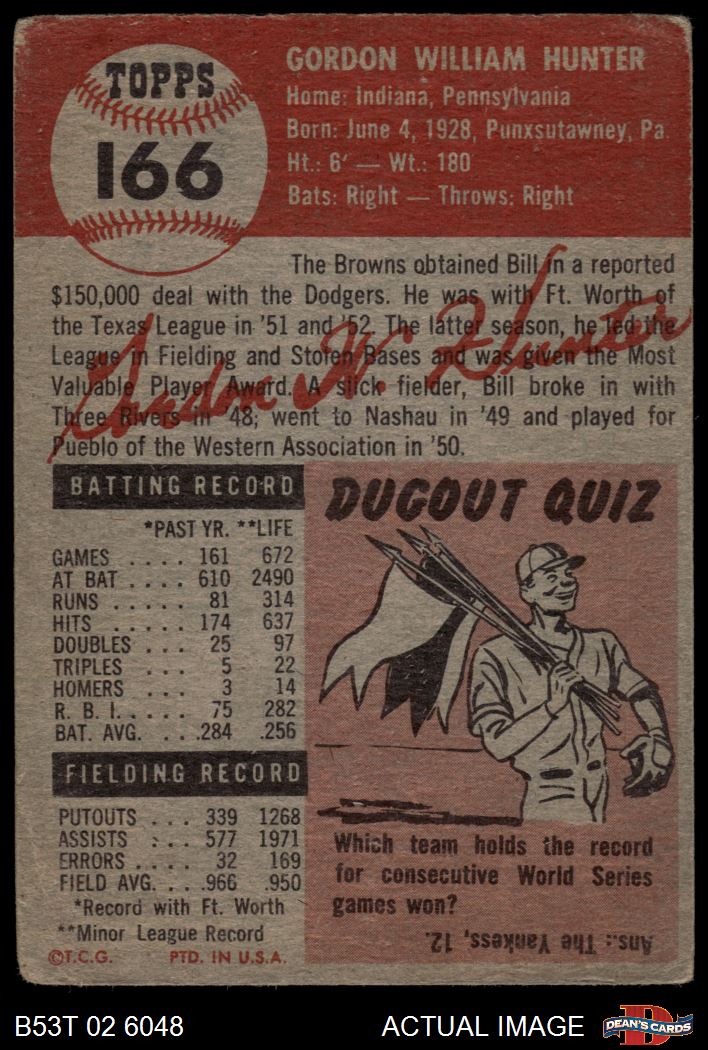 TOPPS
166
GORDON WILLIAM HUNTER
Home: Indiana, Pennsylvania
Born: June 4, 1928, Punxsutawney, Pa.
Ht.: 6' — Wt.: 180
Bats: Right — Throws: Right
The Browns obtained Bill in a reported
$150,000 deal with the Dodgers. He was with Ft. Worth of
the Texas League in '51 and '52. The latter season, he led the
League in Fielding and Stolen Bases and was given the Most
Valuable Player Award. A slick fielder, Bill broke in with
Three Rivers in '48; went to Nashau in '49 and played for
Pueblo of the Western Association in '50.
Gordon W. Hunter
BATTING RECORD
*PAST YR. **LIFE
GAMES .... 161 672
AT BAT .... 610 2490
RUNS ..... 81 314
HITS ..... 174 637
DOUBLES .. 25 97
TRIPLES ... 5 22
HOMERS ... 3 14
R. B. I. .... 75 282
BAT. AVG. ... .284 .256
FIELDING RECORD
PUTOUTS ... 339 1268
ASSISTS ... 577 1971
ERRORS .... 32 169
FIELD AVG. ... .966 .950
*Record with Ft. Worth
**Minor League Record
©T.C.G. PTD. IN U.S.A.
DUGOUT QUIZ
Which team holds the record
for consecutive World Series
games won?
Ans.: The Yankess, 12.
B53T 02 6048
ACTUAL IMAGE
D
DEAN'S CARDS